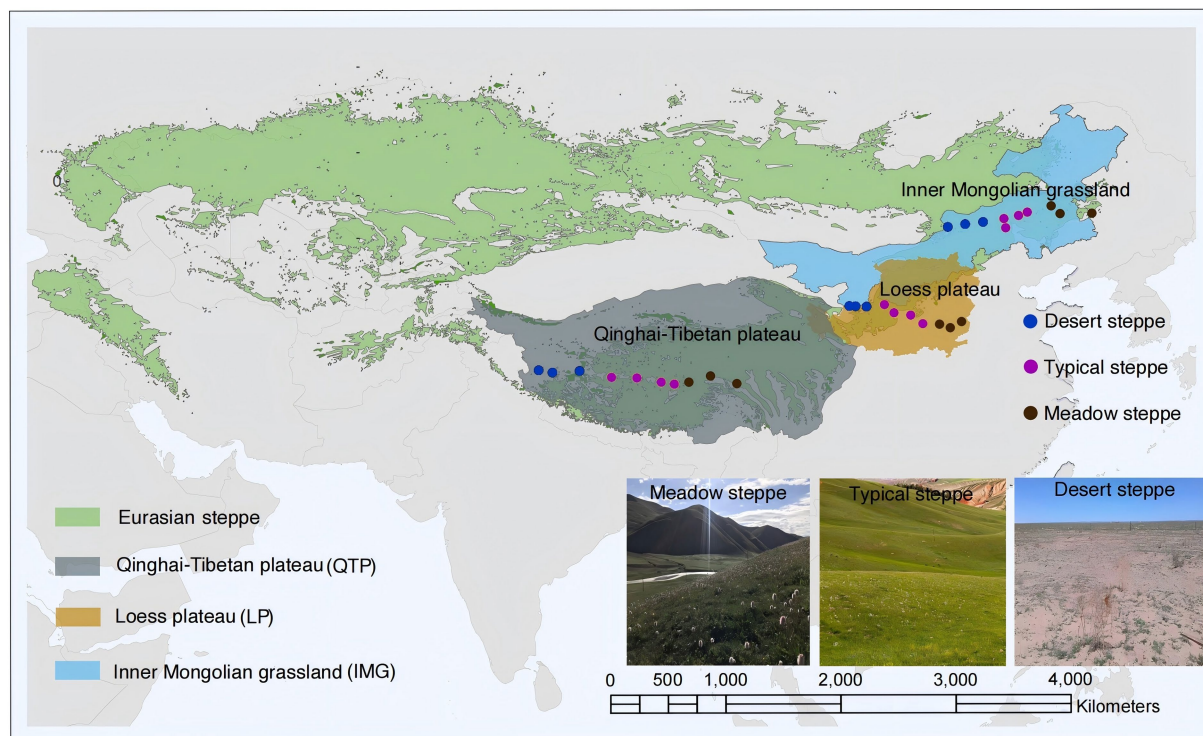 0
Inner Mongolian grassland
Loess plateau
Qinghai-Tibetan plateau
Desert steppe
Typical steppe
Meadow steppe
Eurasian steppe
Qinghai-Tibetan plateau (QTP)
Loess plateau (LP)
Inner Mongolian grassland (IMG)
Meadow steppe
Typical steppe
Desert steppe
0 500 1,000 2,000 3,000 4,000
Kilometers